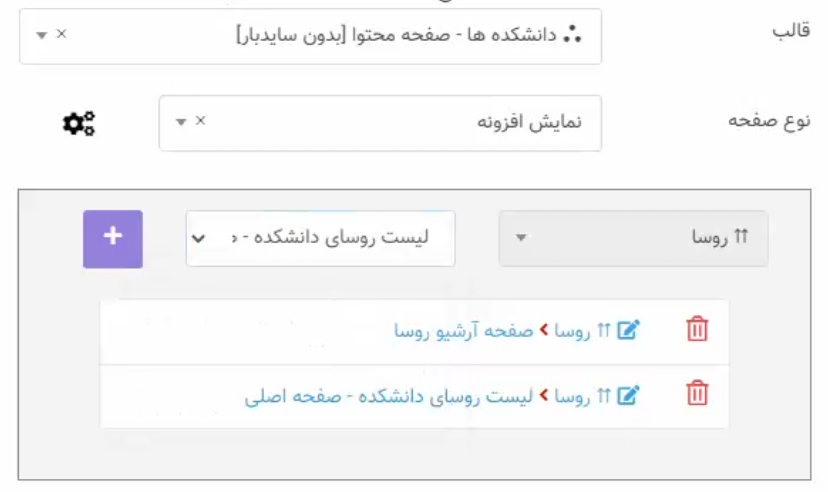 قالب
دانشکده ها - صفحه محتوا [بدون سایدبار] ×
نوع صفحه
نمایش افزونه ×
⇈ روسا
لیست روسای دانشکده -
+
⇈ روسا > صفحه آرشیو روسا
⇈ روسا > لیست روسای دانشکده - صفحه اصلی